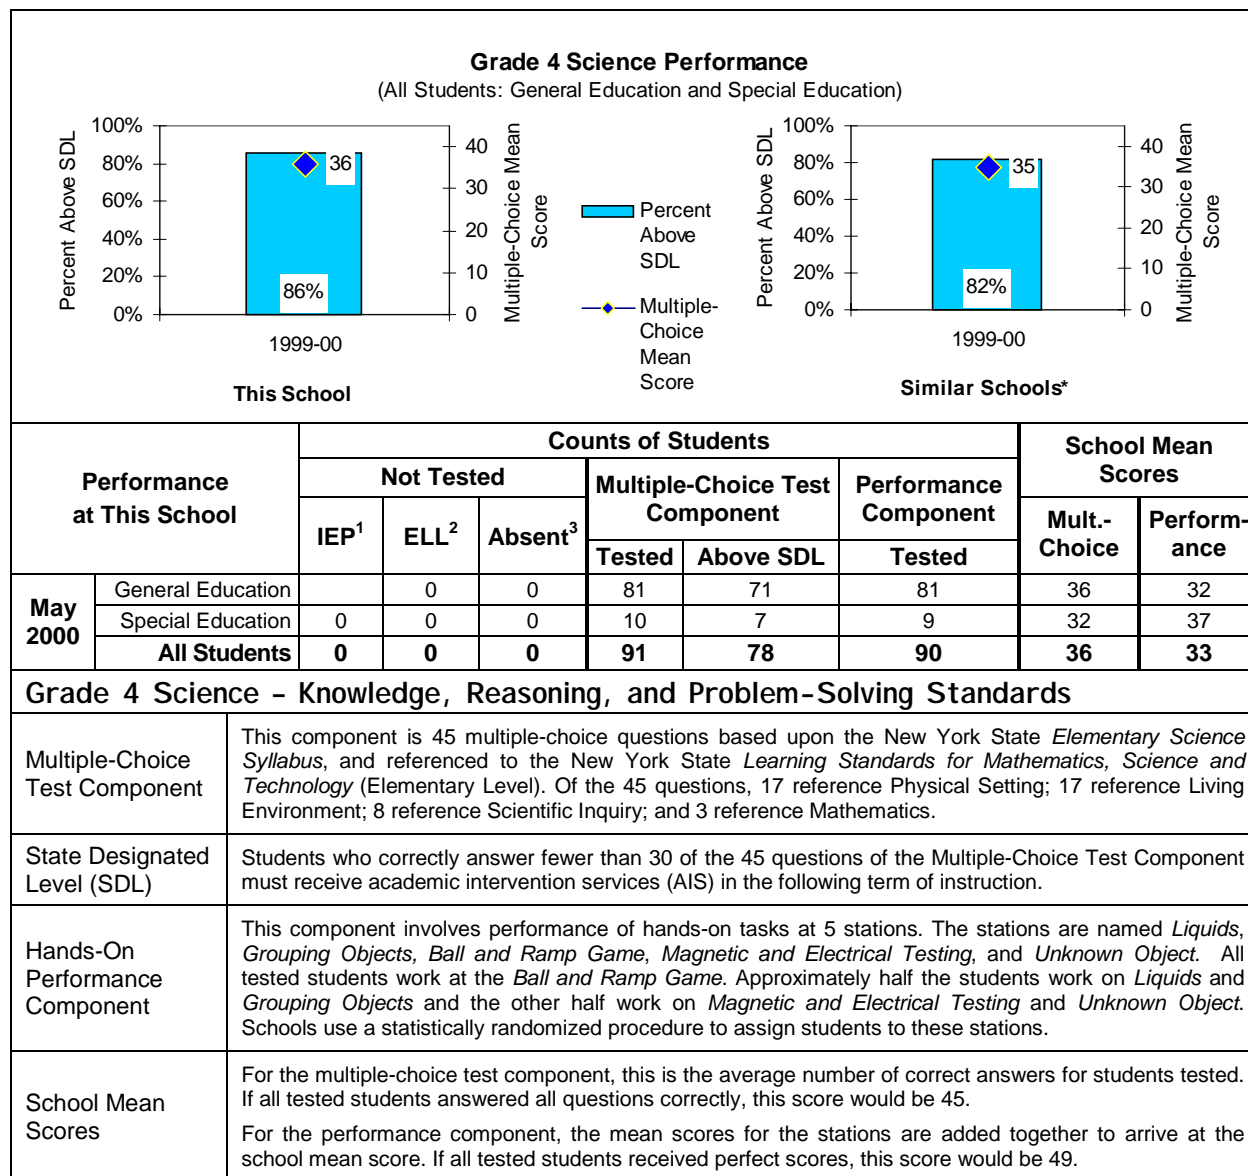 Grade 4 Science Performance
(All Students: General Education and Special Education)
Percent Above SDL
100%
80%
60%
40%
20%
0%
36
86%
40
30
20
10
0
Multiple-Choice Mean
Score
1999-00
This School
Percent
Above
SDL
Multiple-
Choice
Mean
Score
Percent Above SDL
100%
80%
60%
40%
20%
0%
35
82%
40
30
20
10
0
Multiple-Choice Mean
Score
1999-00
Similar Schools*
Performance
at This School
Counts of Students
School Mean
Scores
Not Tested
Multiple-Choice Test
Component
Performance
Component
IEP1
ELL2
Absent3
Mult.-
Choice
Perform-
ance
Tested Above SDL Tested
May
2000
General Education 0 0 81 71 81 36 32
Special Education 0 0 0 10 7 9 32 37
All Students 0 0 0 91 78 90 36 33
Grade 4 Science – Knowledge, Reasoning, and Problem-Solving Standards
Multiple-Choice
Test Component
This component is 45 multiple-choice questions based upon the New York State Elementary Science
Syllabus, and referenced to the New York State Learning Standards for Mathematics, Science and
Technology (Elementary Level). Of the 45 questions, 17 reference Physical Setting; 17 reference Living
Environment; 8 reference Scientific Inquiry; and 3 reference Mathematics.
State Designated
Level (SDL)
Students who correctly answer fewer than 30 of the 45 questions of the Multiple-Choice Test Component
must receive academic intervention services (AIS) in the following term of instruction.
Hands-On
Performance
Component
This component involves performance of hands-on tasks at 5 stations. The stations are named Liquids,
Grouping Objects, Ball and Ramp Game, Magnetic and Electrical Testing, and Unknown Object. All
tested students work at the Ball and Ramp Game. Approximately half the students work on Liquids and
Grouping Objects and the other half work on Magnetic and Electrical Testing and Unknown Object.
Schools use a statistically randomized procedure to assign students to these stations.
School Mean
Scores
For the multiple-choice test component, this is the average number of correct answers for students tested.
If all tested students answered all questions correctly, this score would be 45.
For the performance component, the mean scores for the stations are added together to arrive at the
school mean score. If all tested students received perfect scores, this score would be 49.